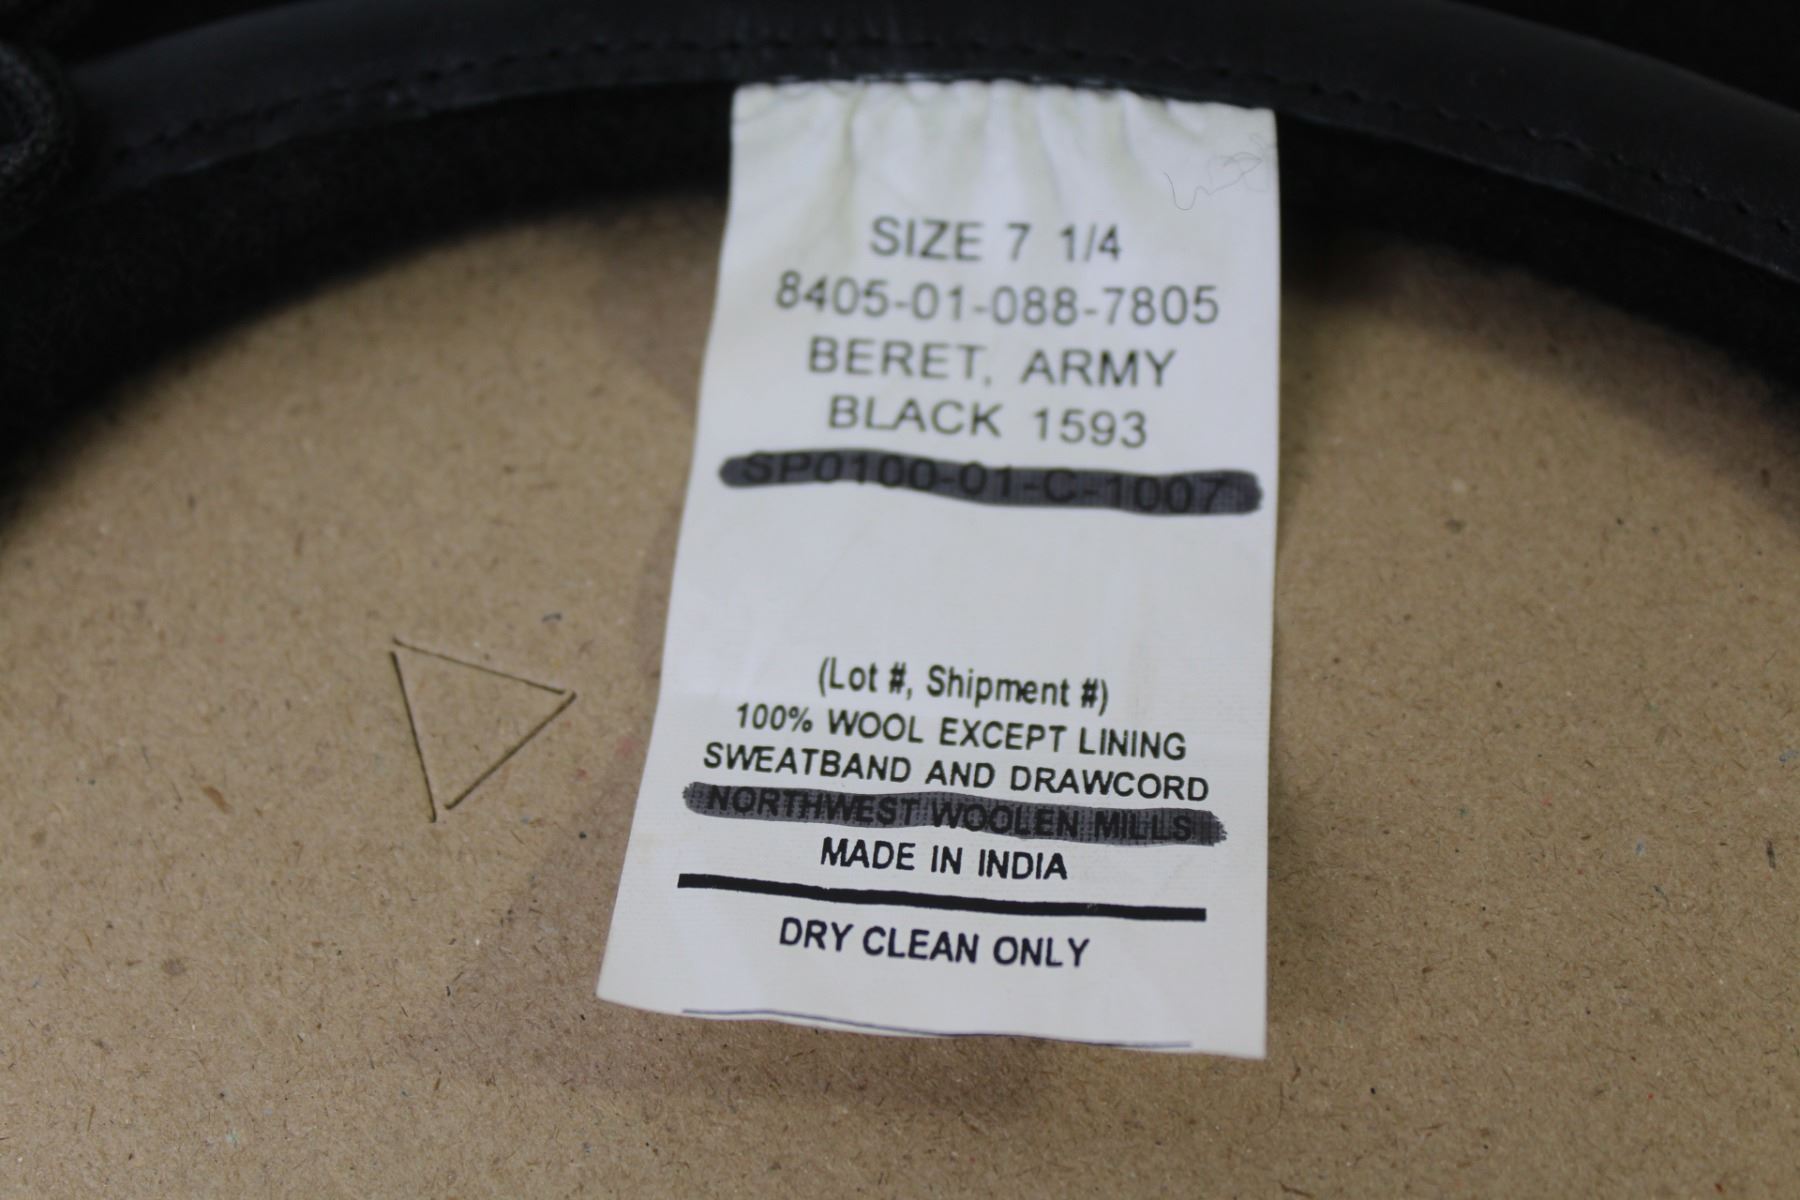 SIZE 7 1/4
8405-01-088-7805
BERET, ARMY
BLACK 1593
SP0100-01-C-1007
(Lot #, Shipment #)
100% WOOL EXCEPT LINING
SWEATBAND AND DRAWCORD
NORTHWEST WOOLEN MILLS
MADE IN INDIA
DRY CLEAN ONLY